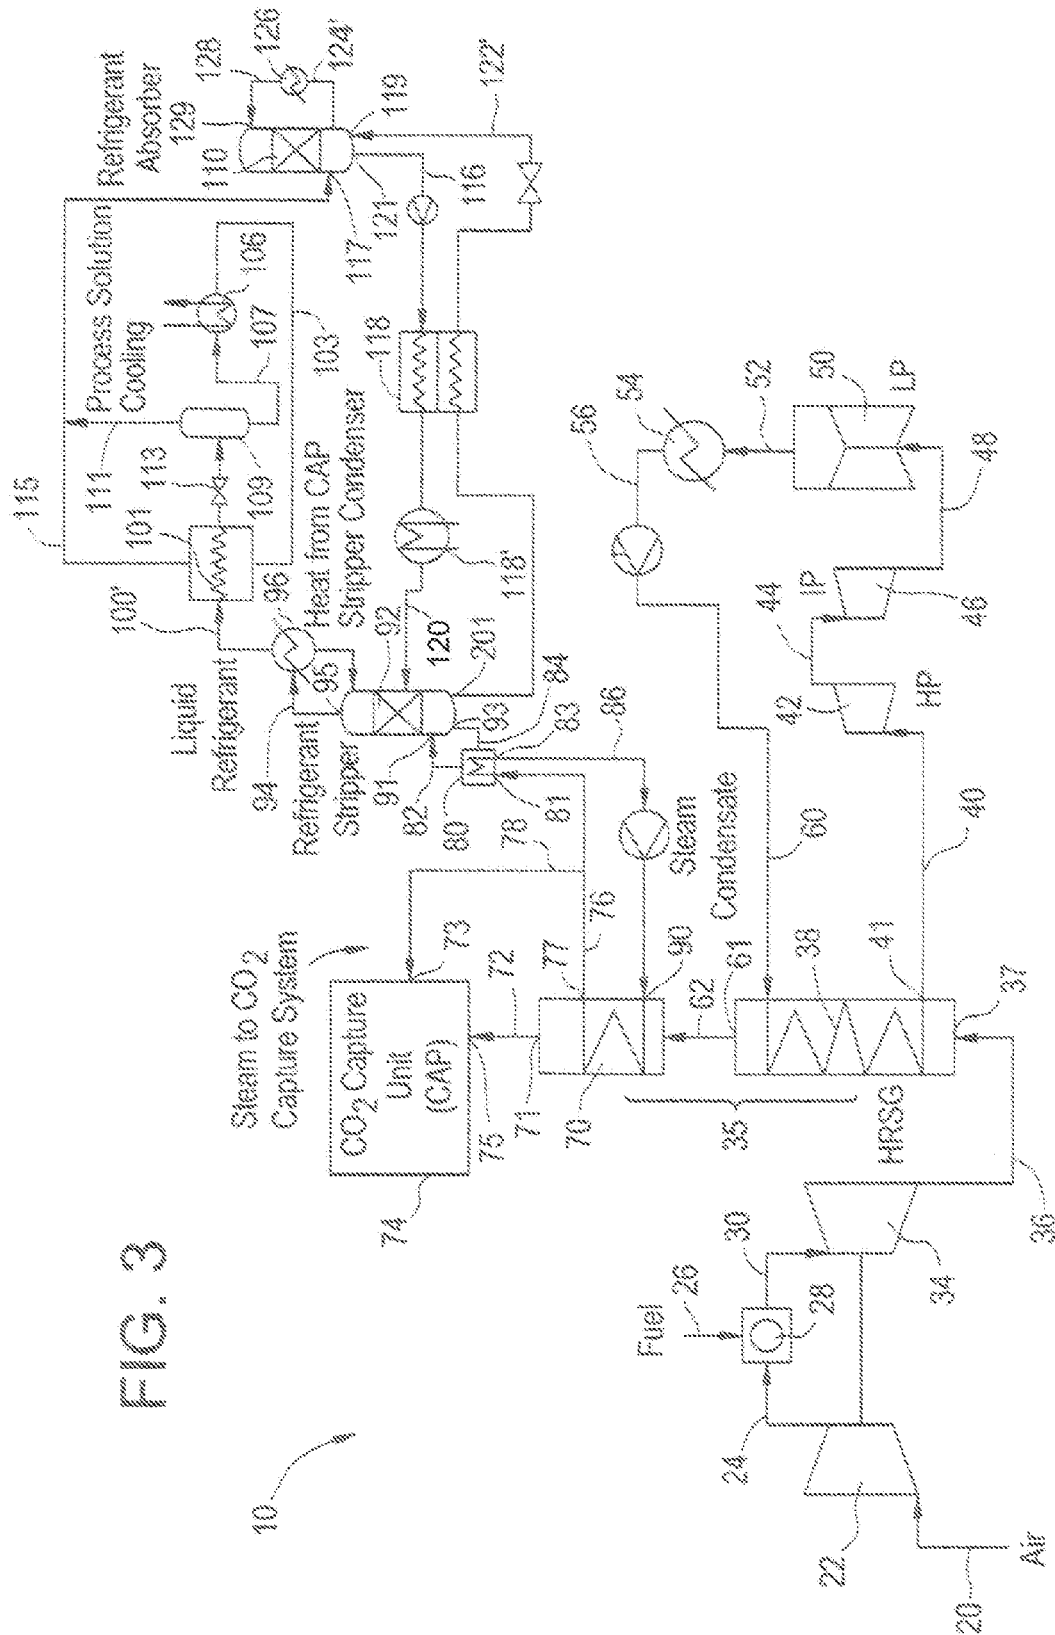 FIG. 3
10
Air
20
22
24
Fuel
26
28
30
34
36
37
HRSG
35
38
40
41
HP
42
44
IP
46
48
LP
50
52
54
56
60
61
62
Steam
Condensate
70
71
72
Steam to CO2
Capture System
CO2 Capture
Unit
(CAP)
73
74
75
76
77
78
80
81
82
83
84
86
90
91
92
93
94
95
96
201
Refrigerant
Stripper
Liquid
Refrigerant
Heat from CAP
Stripper Condenser
100'
101
103
106
107
109
111
113
115
Process Solution
Cooling
Refrigerant
Absorber
110
116
117
118
118'
119
120
121
122'
124'
126
128
129